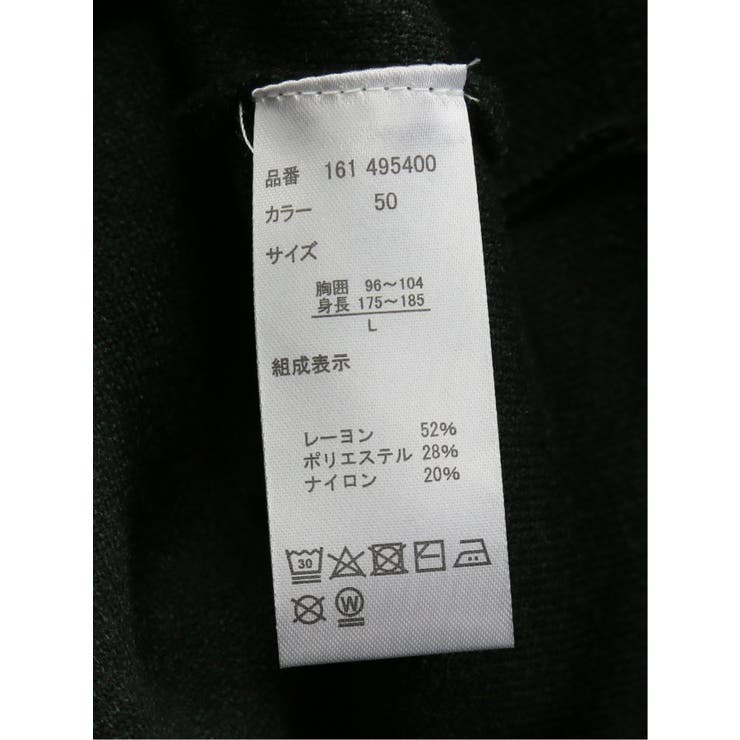 品番 161 495400
カラー 50
サイズ
胸囲 96～104
身長 175～185
L
組成表示
レーヨン 52%
ポリエステル 28%
ナイロン 20%
30
W